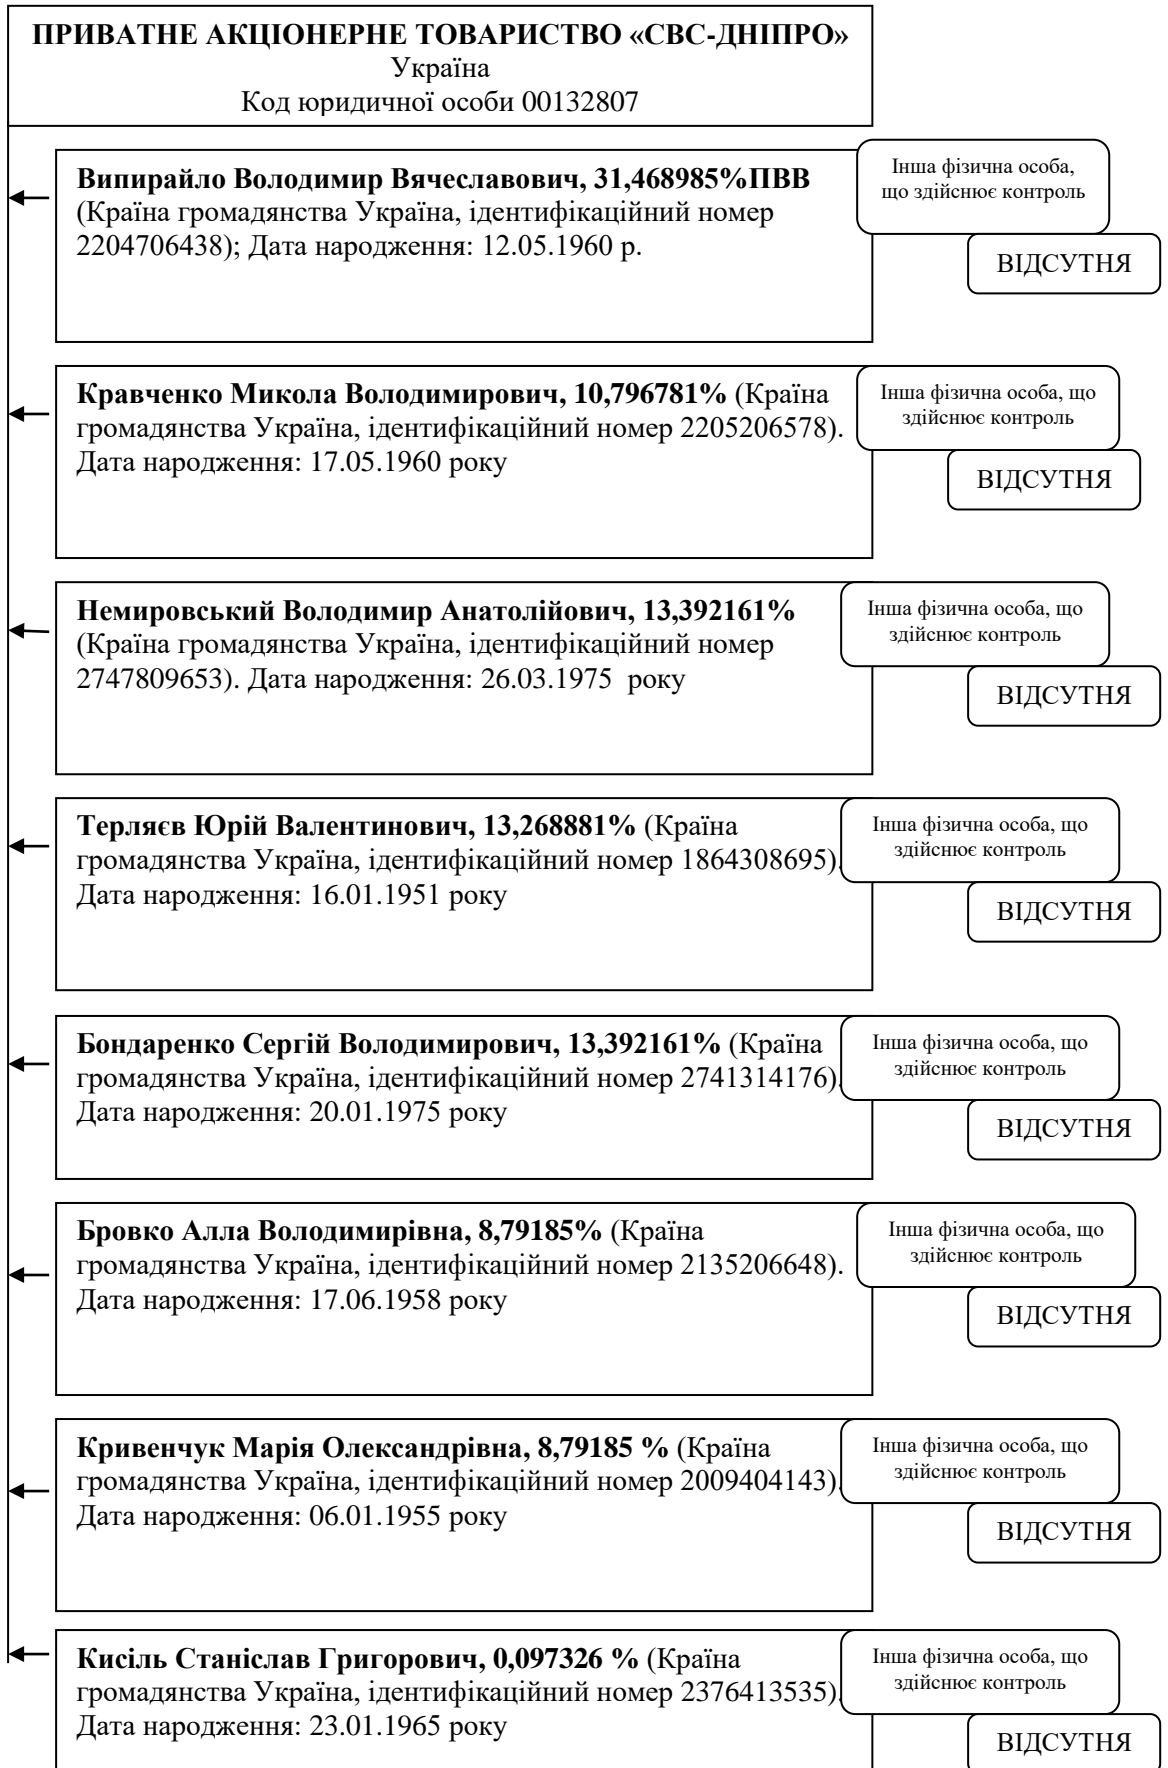 ПРИВАТНЕ АКЦІОНЕРНЕ ТОВАРИСТВО «СВС-ДНІПРО»
Україна
Код юридичної особи 00132807
Випирайло Володимир Вячеславович, 31,468985%ПВВ
(Країна громадянства Україна, ідентифікаційний номер
2204706438); Дата народження: 12.05.1960 р.
Інша фізична особа,
що здійснює контроль
ВІДСУТНЯ
Кравченко Микола Володимирович, 10,796781% (Країна
громадянства Україна, ідентифікаційний номер 2205206578).
Дата народження: 17.05.1960 року
Інша фізична особа, що
здійснює контроль
ВІДСУТНЯ
Немировський Володимир Анатолійович, 13,392161%
(Країна громадянства Україна, ідентифікаційний номер
2747809653). Дата народження: 26.03.1975 року
Інша фізична особа, що
здійснює контроль
ВІДСУТНЯ
Терляєв Юрій Валентинович, 13,268881% (Країна
громадянства Україна, ідентифікаційний номер 1864308695).
Дата народження: 16.01.1951 року
Інша фізична особа, що
здійснює контроль
ВІДСУТНЯ
Бондаренко Сергій Володимирович, 13,392161% (Країна
громадянства Україна, ідентифікаційний номер 2741314176).
Дата народження: 20.01.1975 року
Інша фізична особа, що
здійснює контроль
ВІДСУТНЯ
Бровко Алла Володимирівна, 8,79185% (Країна
громадянства Україна, ідентифікаційний номер 2135206648).
Дата народження: 17.06.1958 року
Інша фізична особа, що
здійснює контроль
ВІДСУТНЯ
Кривенчук Марія Олександрівна, 8,79185 % (Країна
громадянства Україна, ідентифікаційний номер 2009404143).
Дата народження: 06.01.1955 року
Інша фізична особа, що
здійснює контроль
ВІДСУТНЯ
Кисіль Станіслав Григорович, 0,097326 % (Країна
громадянства Україна, ідентифікаційний номер 2376413535).
Дата народження: 23.01.1965 року
Інша фізична особа, що
здійснює контроль
ВІДСУТНЯ